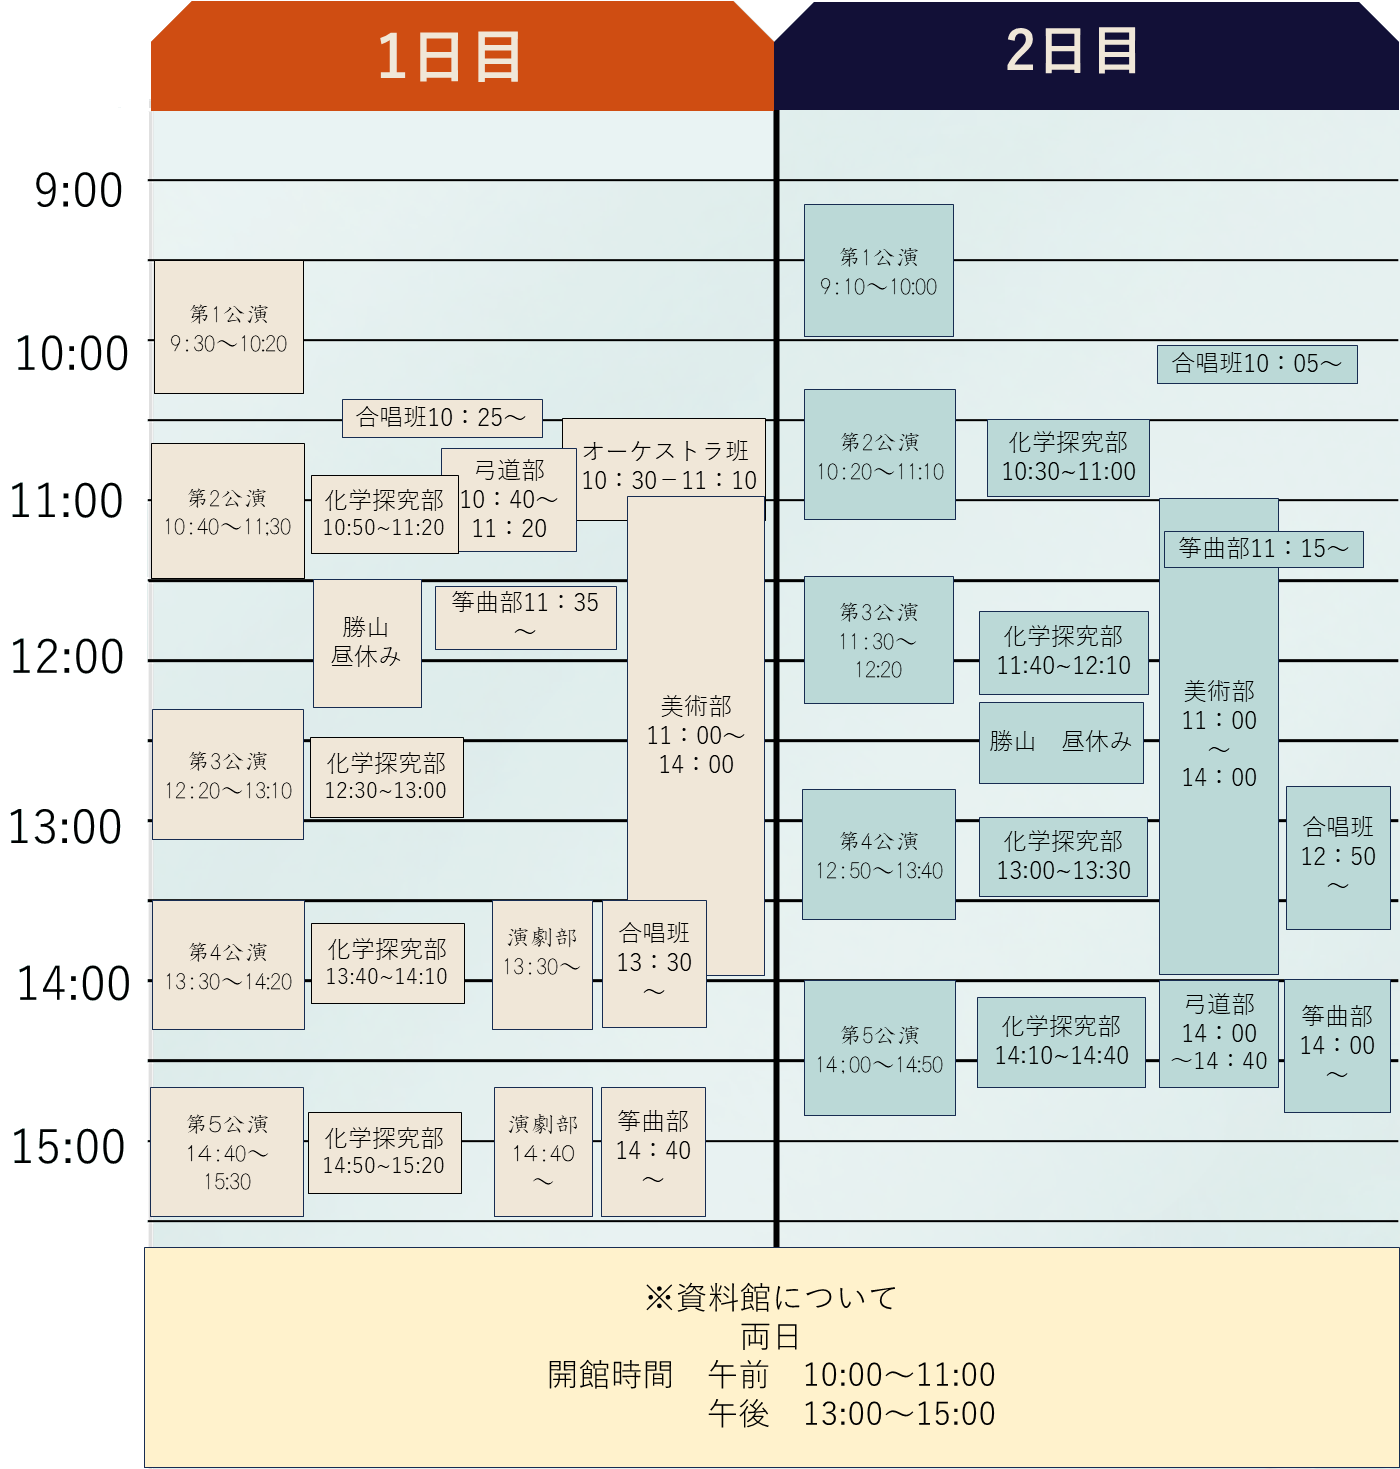 1日目
2日目
9:00
10:00
11:00
12:00
13:00
14:00
15:00
第1公演
9:30～10:20
合唱班10：25～
オーケストラ班
10：30－11：10
弓道部
10：40～
11：20
第2公演
10:40～11:30
化学探究部
10:50~11:20
勝山
昼休み
箏曲部11：35
～
美術部
11：00～
14：00
第3公演
12:20～13:10
化学探究部
12:30~13:00
第4公演
13:30～14:20
化学探究部
13:40~14:10
演劇部
13:30～
合唱班
13：30
～
第5公演
14:40～
15:30
化学探究部
14:50~15:20
演劇部
14:40
～
箏曲部
14：40
～
第1公演
9:10～10:00
合唱班10：05～
第2公演
10:20～11:10
化学探究部
10:30~11:00
箏曲部11：15～
第3公演
11:30～
12:20
化学探究部
11:40~12:10
美術部
11：00
～
14：00
勝山　昼休み
第4公演
12:50～13:40
化学探究部
13:00~13:30
合唱班
12：50
～
第5公演
14:00～14:50
化学探究部
14:10~14:40
弓道部
14：00
～14：40
箏曲部
14：00
～
※資料館について
両日
開館時間　午前　10:00～11:00
午後　13:00～15:00